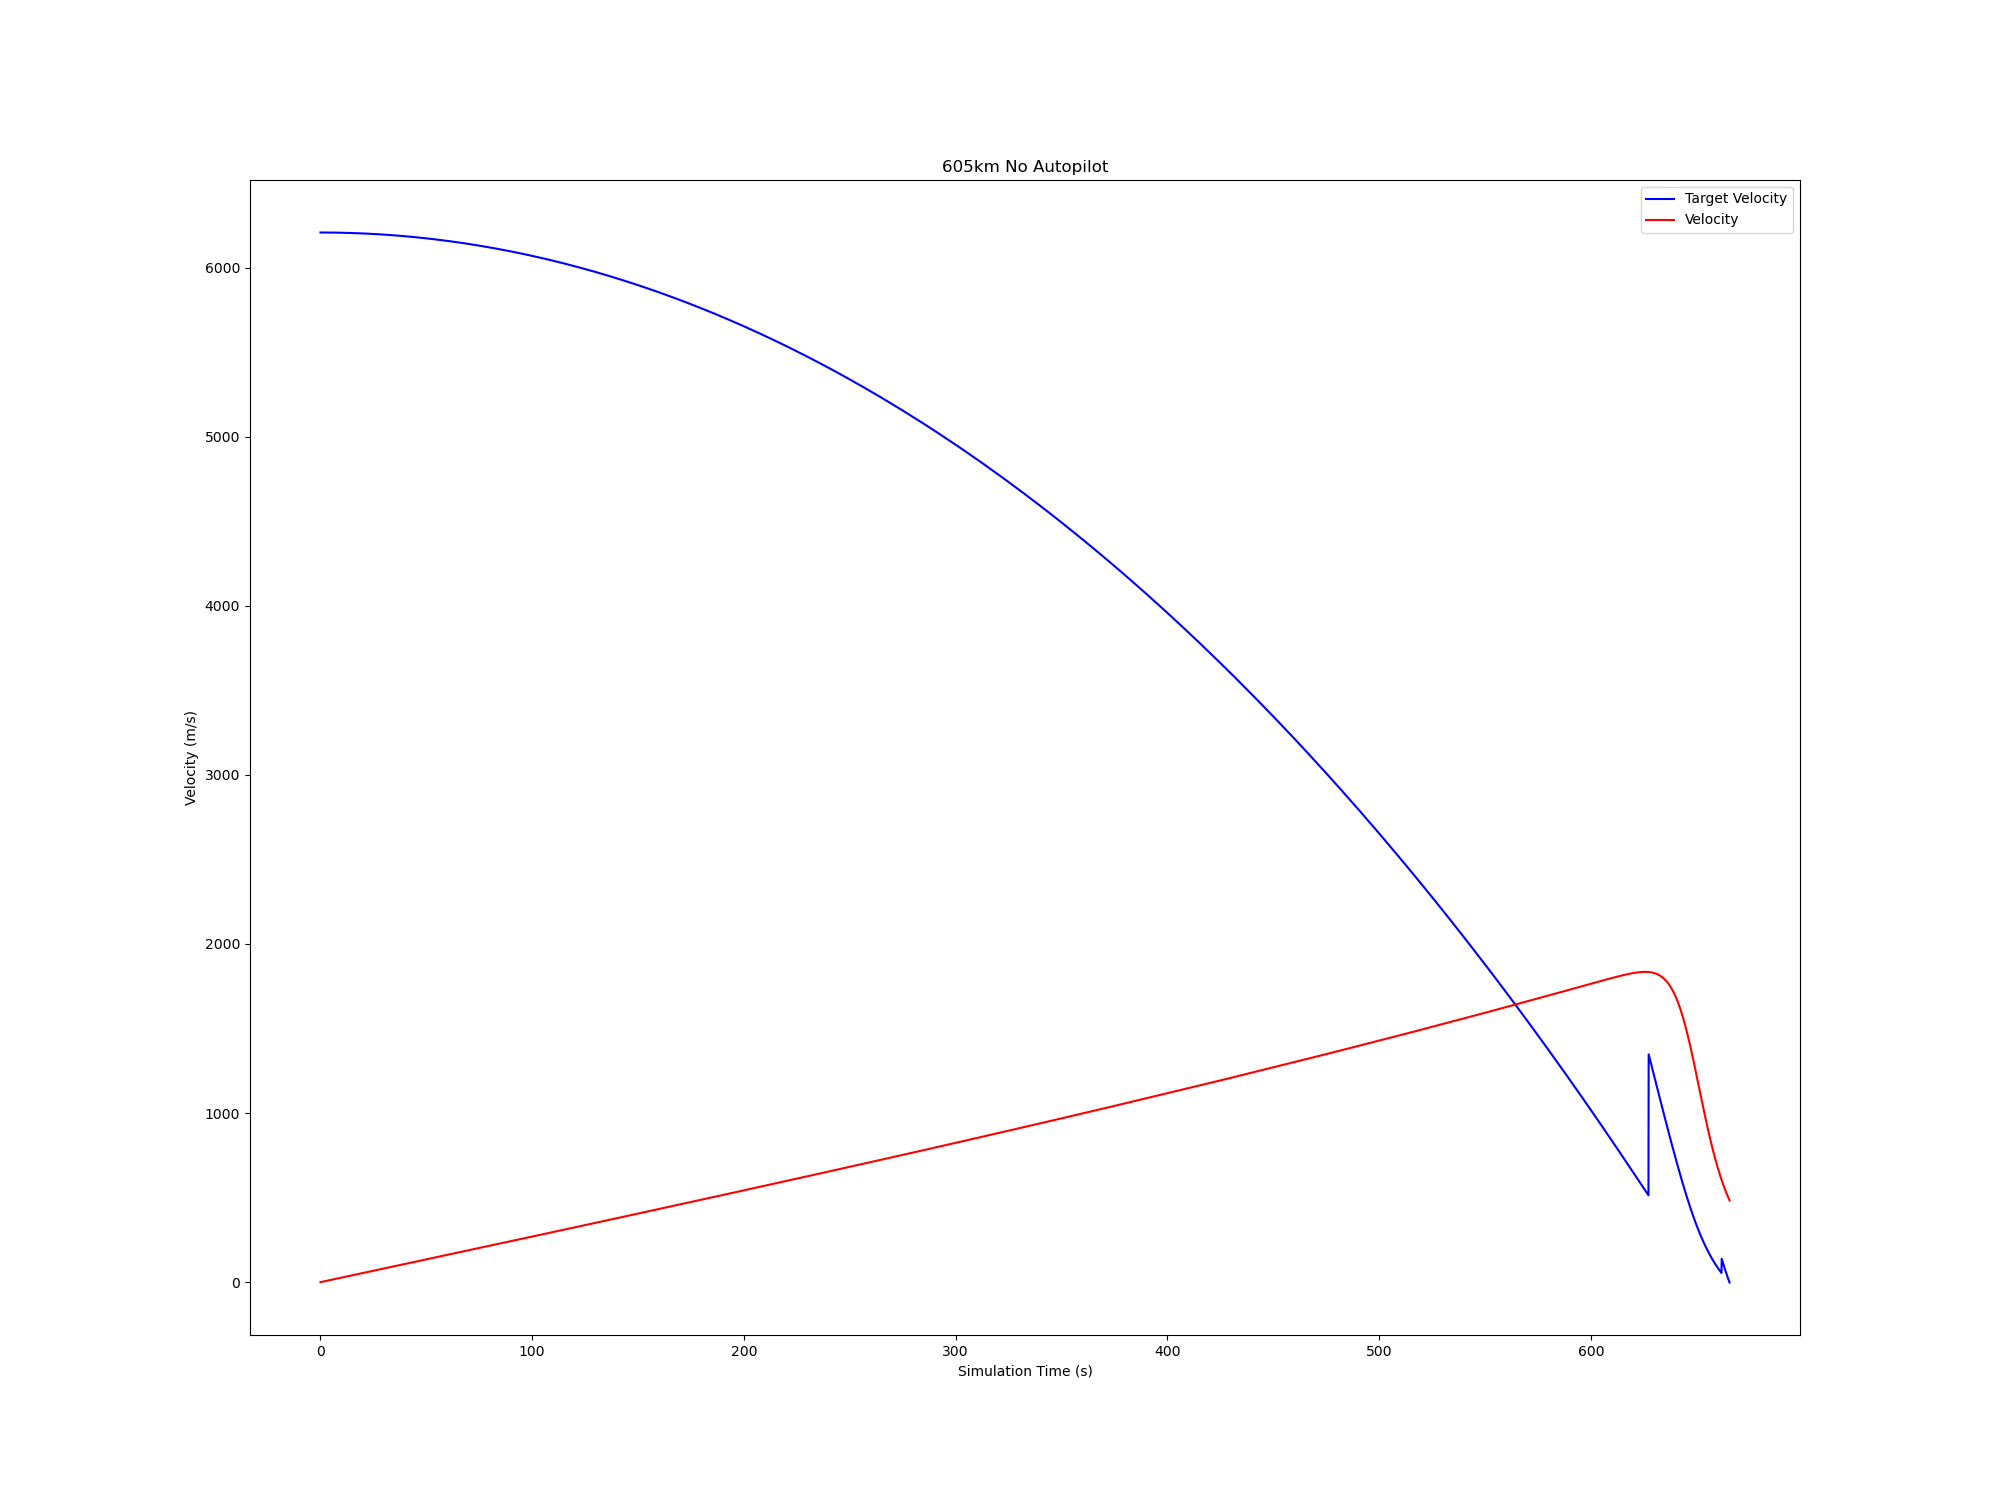 605km No Autopilot
Target Velocity
Velocity
6000
5000
4000
3000
2000
1000
0
Velocity (m/s)
0 100 200 300 400 500 600
Simulation Time (s)